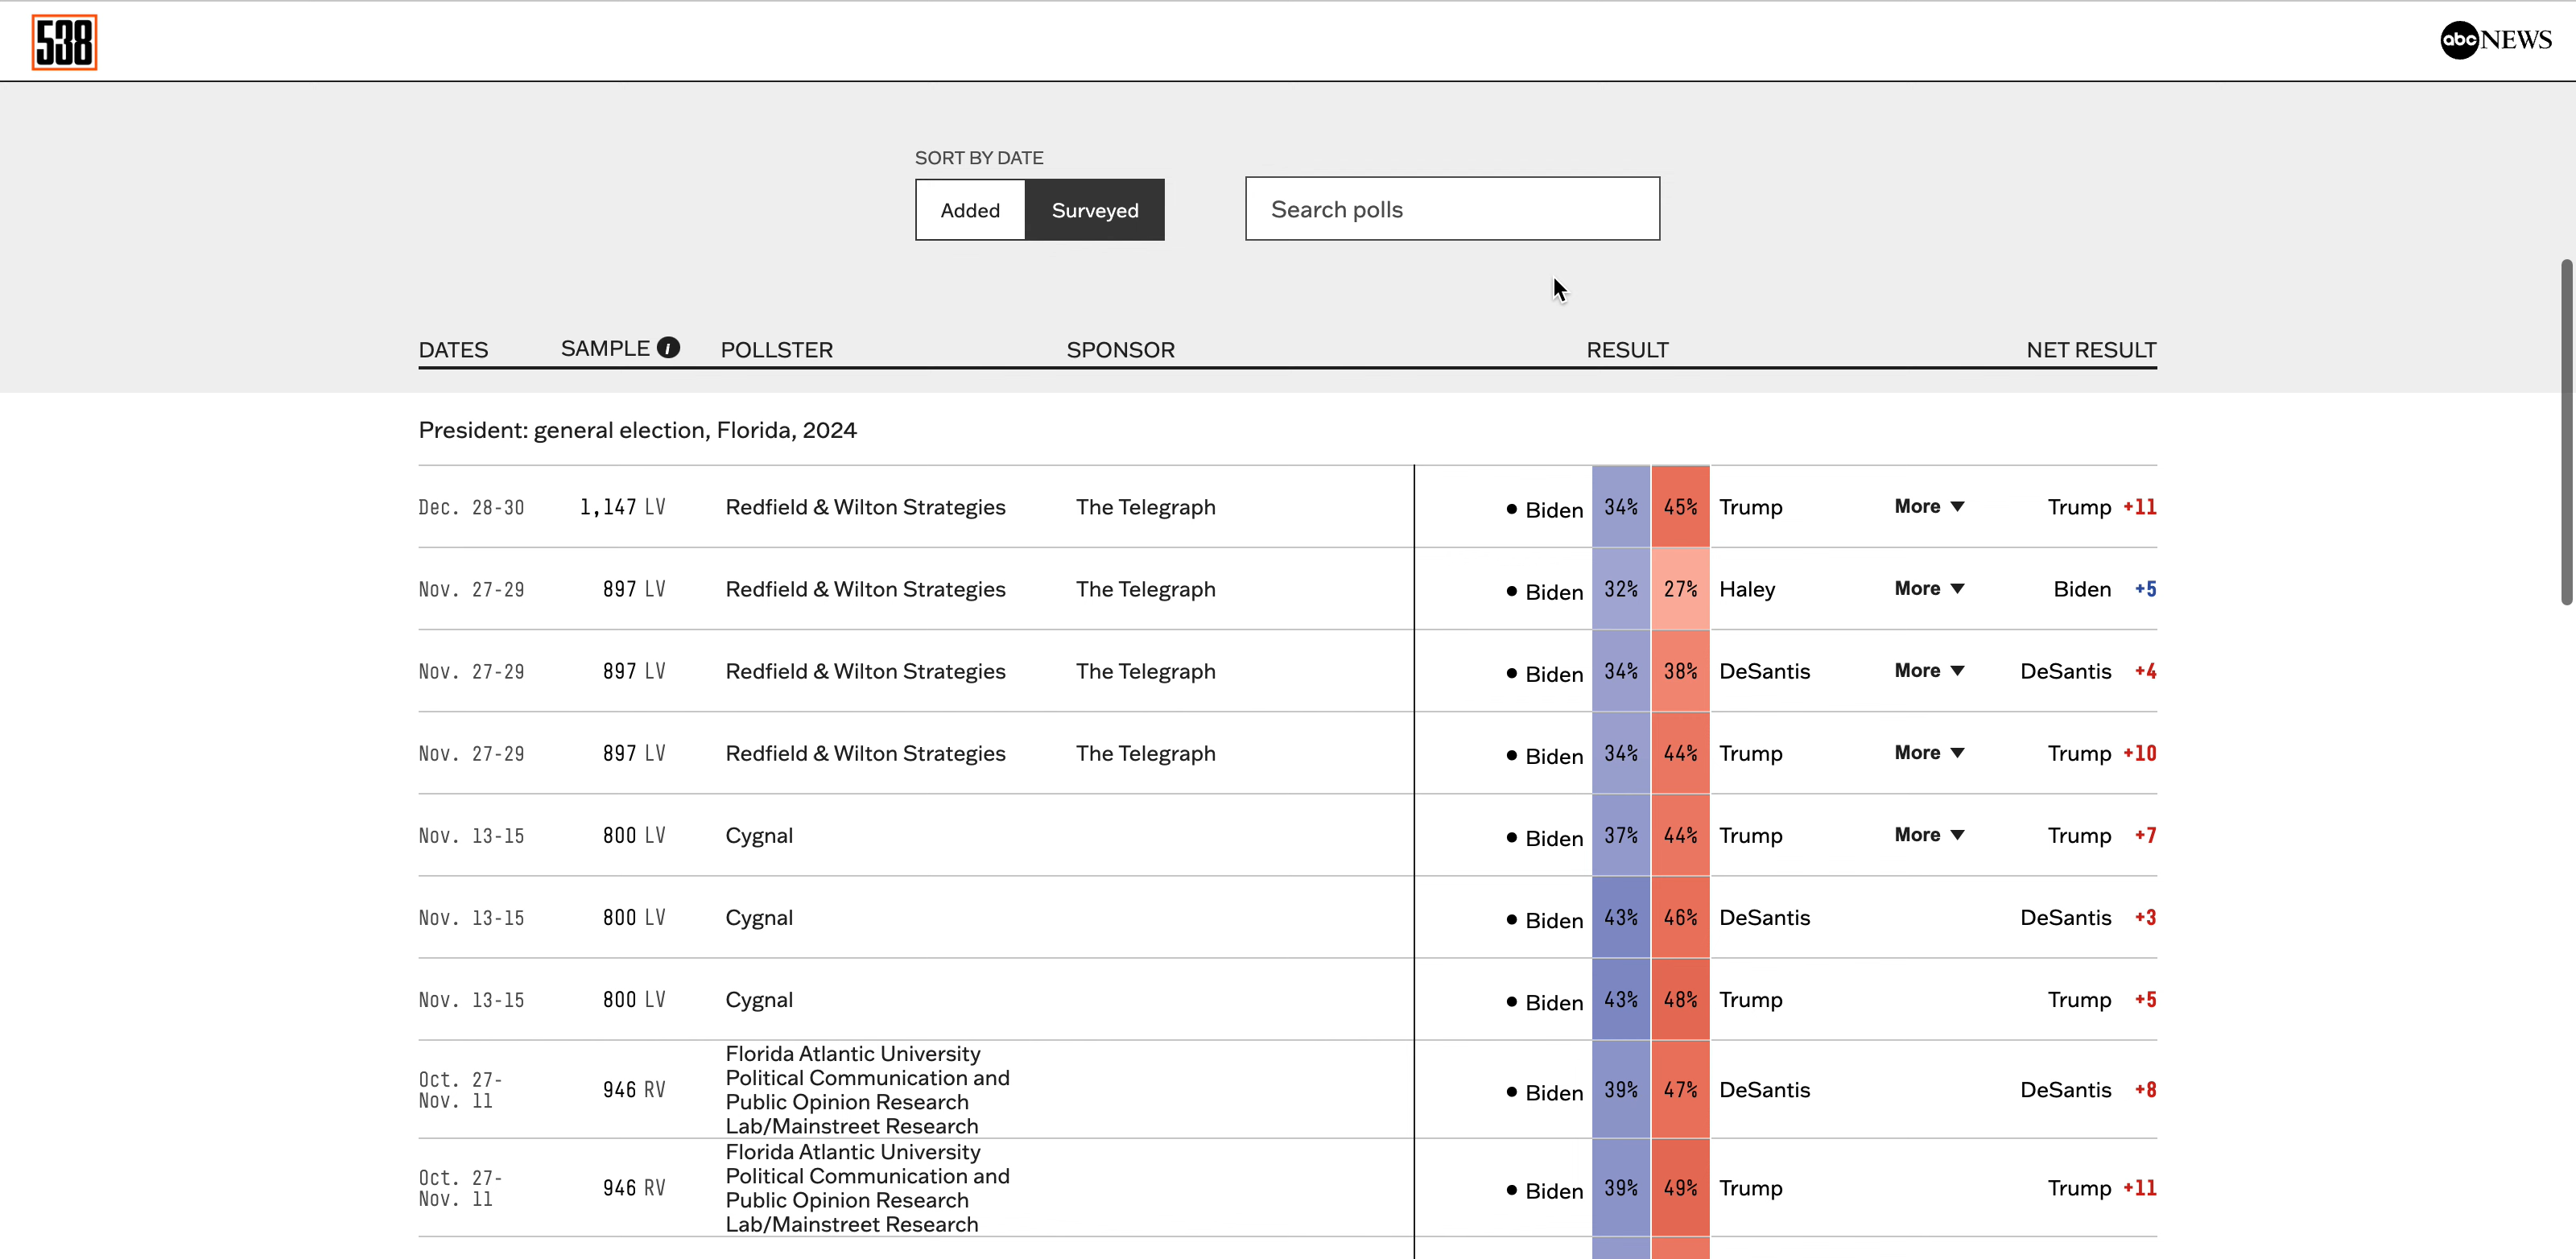 538
abc NEWS
SORT BY DATE
Added Surveyed Search polls
DATES SAMPLE i POLLSTER SPONSOR RESULT NET RESULT
President: general election, Florida, 2024
Dec. 28-30 1,147 LV Redfield & Wilton Strategies The Telegraph Biden 34% 45% Trump More Trump +11
Nov. 27-29 897 LV Redfield & Wilton Strategies The Telegraph Biden 32% 27% Haley More Biden +5
Nov. 27-29 897 LV Redfield & Wilton Strategies The Telegraph Biden 34% 38% DeSantis More DeSantis +4
Nov. 27-29 897 LV Redfield & Wilton Strategies The Telegraph Biden 34% 44% Trump More Trump +10
Nov. 13-15 800 LV Cygnal Biden 37% 44% Trump More Trump +7
Nov. 13-15 800 LV Cygnal Biden 43% 46% DeSantis DeSantis +3
Nov. 13-15 800 LV Cygnal Biden 43% 48% Trump Trump +5
Oct. 27-
Nov. 11
946 RV
Florida Atlantic University
Political Communication and
Public Opinion Research
Lab/Mainstreet Research
Biden 39% 47% DeSantis DeSantis +8
Oct. 27-
Nov. 11
946 RV
Florida Atlantic University
Political Communication and
Public Opinion Research
Lab/Mainstreet Research
Biden 39% 49% Trump Trump +11